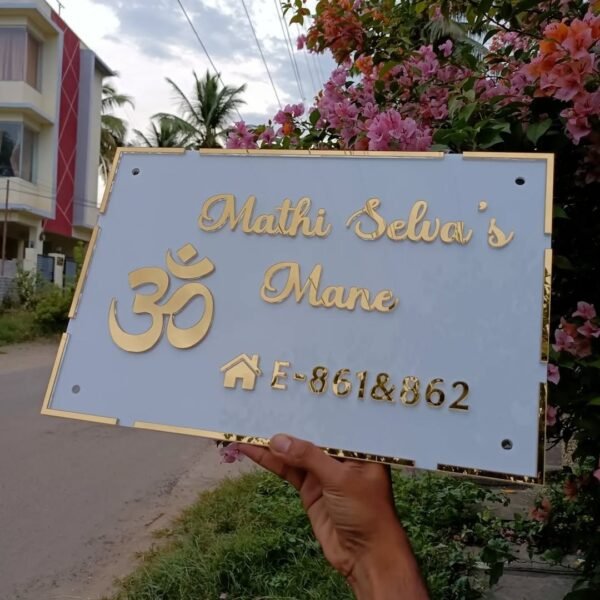 Mathi Selva's
Mane
ॐ
E-861&862